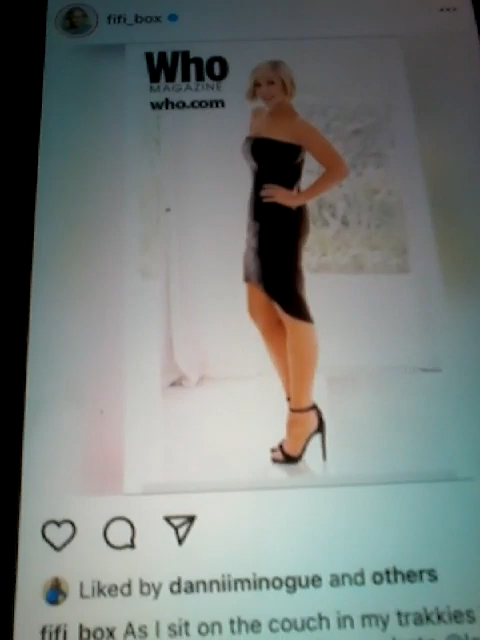 fifi_box
Who
MAGAZINE
who.com
Liked by danniiminogue and others
fifi_box As I sit on the couch in my trakkies